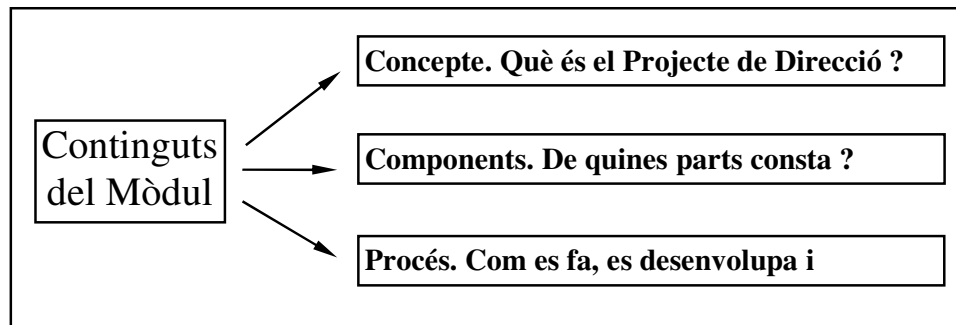 Continguts
del Mòdul
Concepte. Què és el Projecte de Direcció ?
Components. De quines parts consta ?
Procés. Com es fa, es desenvolupa i